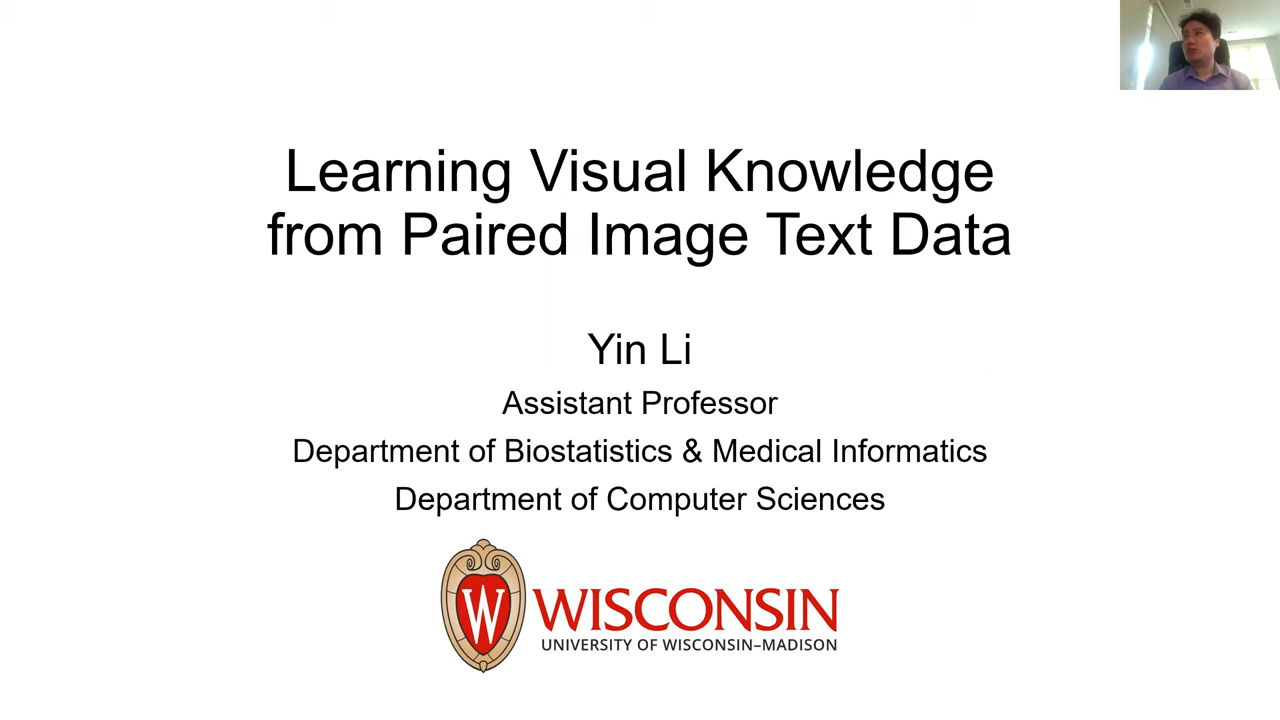 Learning Visual Knowledge
from Paired Image Text Data
Yin Li
Assistant Professor
Department of Biostatistics & Medical Informatics
Department of Computer Sciences
W
WISCONSIN
UNIVERSITY OF WISCONSIN–MADISON